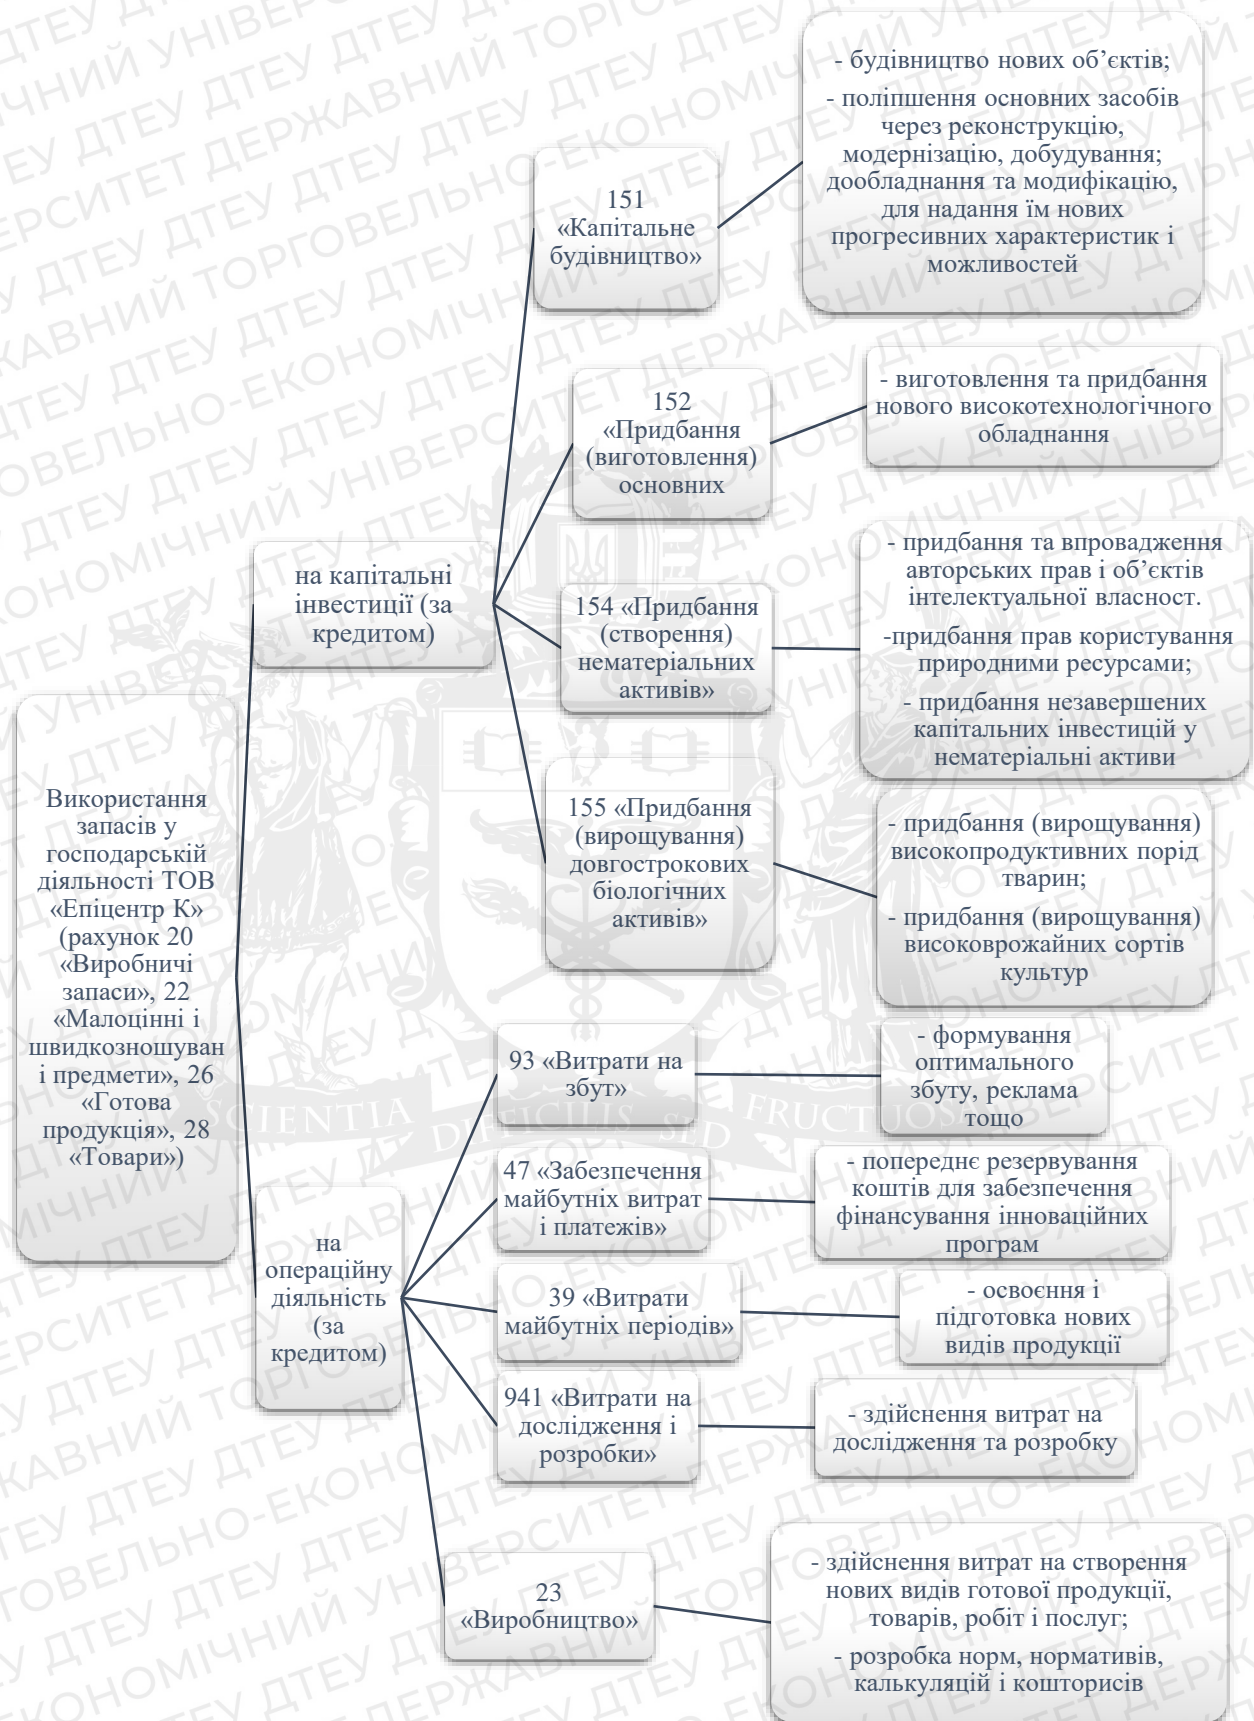 Використання
запасів у
господарській
діяльності ТОВ
«Епіцентр К»
(рахунок 20
«Виробничі
запаси», 22
«Малоцінні і
швидкозношуван
і предмети», 26
«Готова
продукція», 28
«Товари»)
на капітальні
інвестиції (за
кредитом)
151
«Капітальне
будівництво»
- будівництво нових об’єктів;
- поліпшення основних засобів
через реконструкцію,
модернізацію, добудування;
дообладнання та модифікацію,
для надання їм нових
прогресивних характеристик і
можливостей
152
«Придбання
(виготовлення)
основних
- виготовлення та придбання
нового високотехнологічного
обладнання
154 «Придбання
(створення)
нематеріальних
активів»
- придбання та впровадження
авторських прав і об’єктів
інтелектуальної власност.
-придбання прав користування
природними ресурсами;
- придбання незавершених
капітальних інвестицій у
нематеріальні активи
155 «Придбання
(вирощування)
довгострокових
біологічних
активів»
- придбання (вирощування)
високопродуктивних порід
тварин;
- придбання (вирощування)
високоврожайних сортів
культур
на
операційну
діяльність
(за
кредитом)
93 «Витрати на
збут»
- формування
оптимального
збуту, реклама
тощо
47 «Забезпечення
майбутніх витрат
і платежів»
- попереднє резервування
коштів для забезпечення
фінансування інноваційних
програм
39 «Витрати
майбутніх періодів»
- освоєння і
підготовка нових
видів продукції
941 «Витрати на
дослідження і
розробки»
- здійснення витрат на
дослідження та розробку
23
«Виробництво»
- здійснення витрат на створення
нових видів готової продукції,
товарів, робіт і послуг;
- розробка норм, нормативів,
калькуляцій і кошторисів